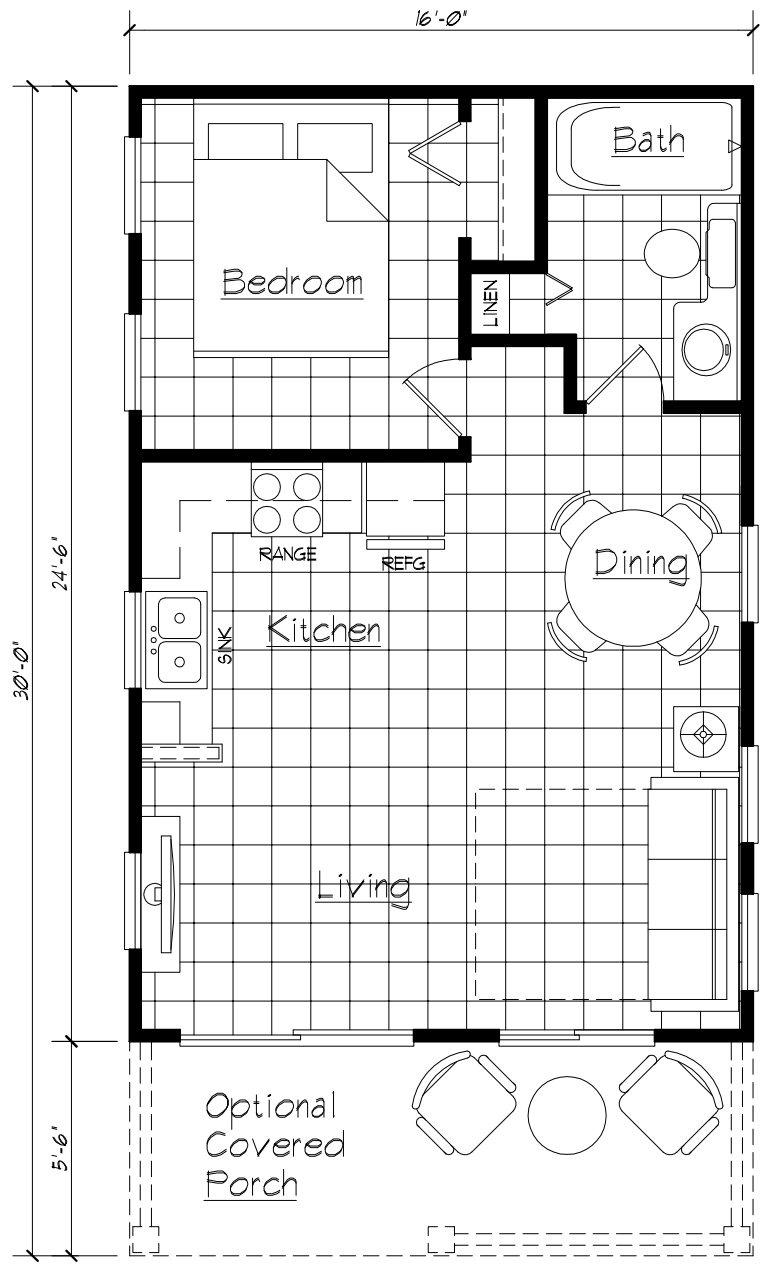 16'-0"
Bath
Bedroom
LINEN
RANGE
REFG
Dining
24'-6"
Kitchen
SINK
30'-0"
Living
Optional
Covered
Porch
5'-6"